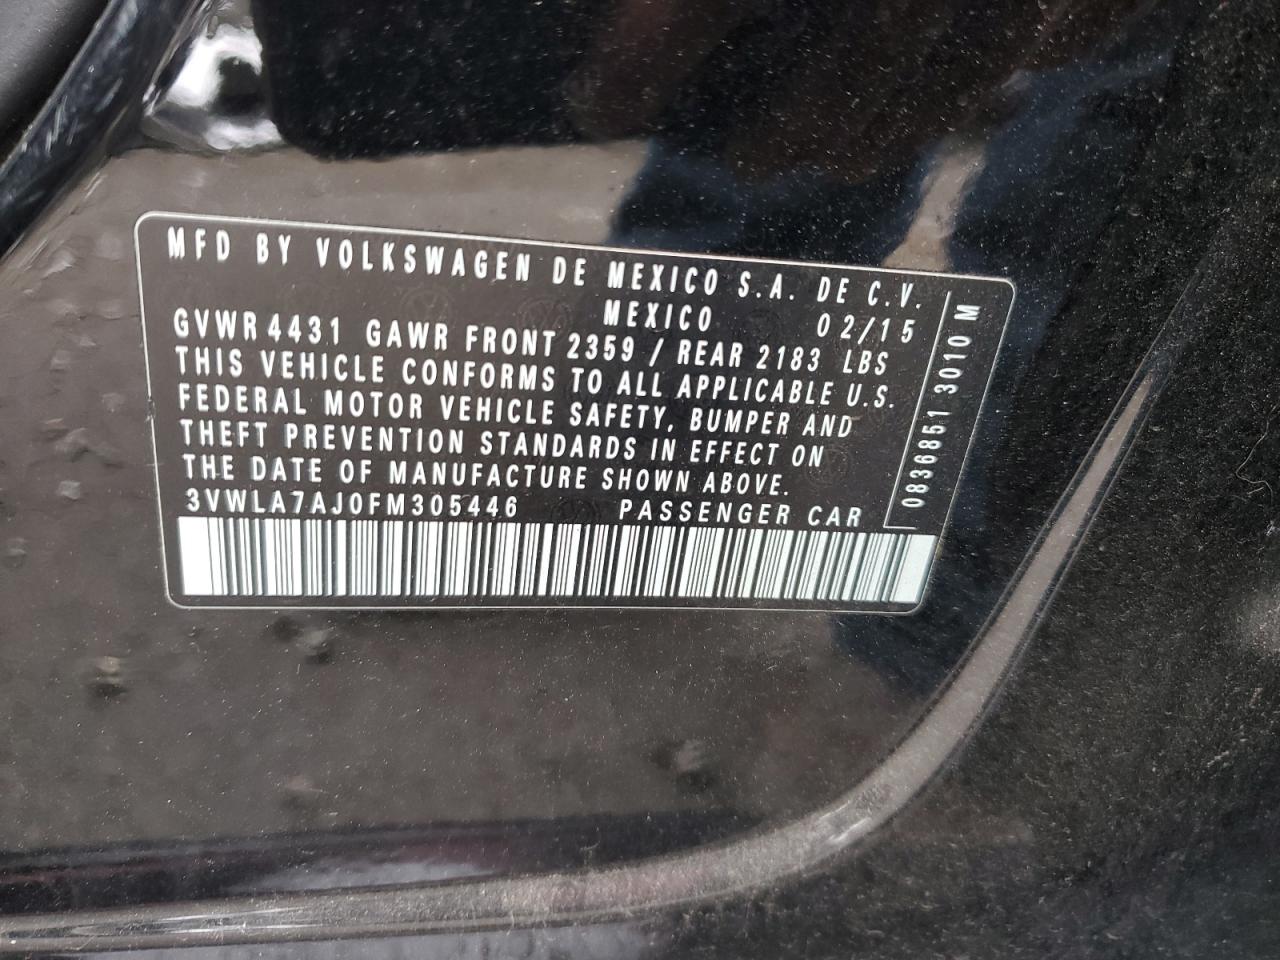 MFD BY VOLKSWAGEN DE MEXICO S.A. DE C.V.
MEXICO 02/15
GVWR 4431 GAWR FRONT 2359 / REAR 2183 LBS
THIS VEHICLE CONFORMS TO ALL APPLICABLE U.S.
FEDERAL MOTOR VEHICLE SAFETY, BUMPER AND
THEFT PREVENTION STANDARDS IN EFFECT ON
THE DATE OF MANUFACTURE SHOWN ABOVE.
3VWLA7AJ0FM305446 PASSENGER CAR
0836851 3010 M